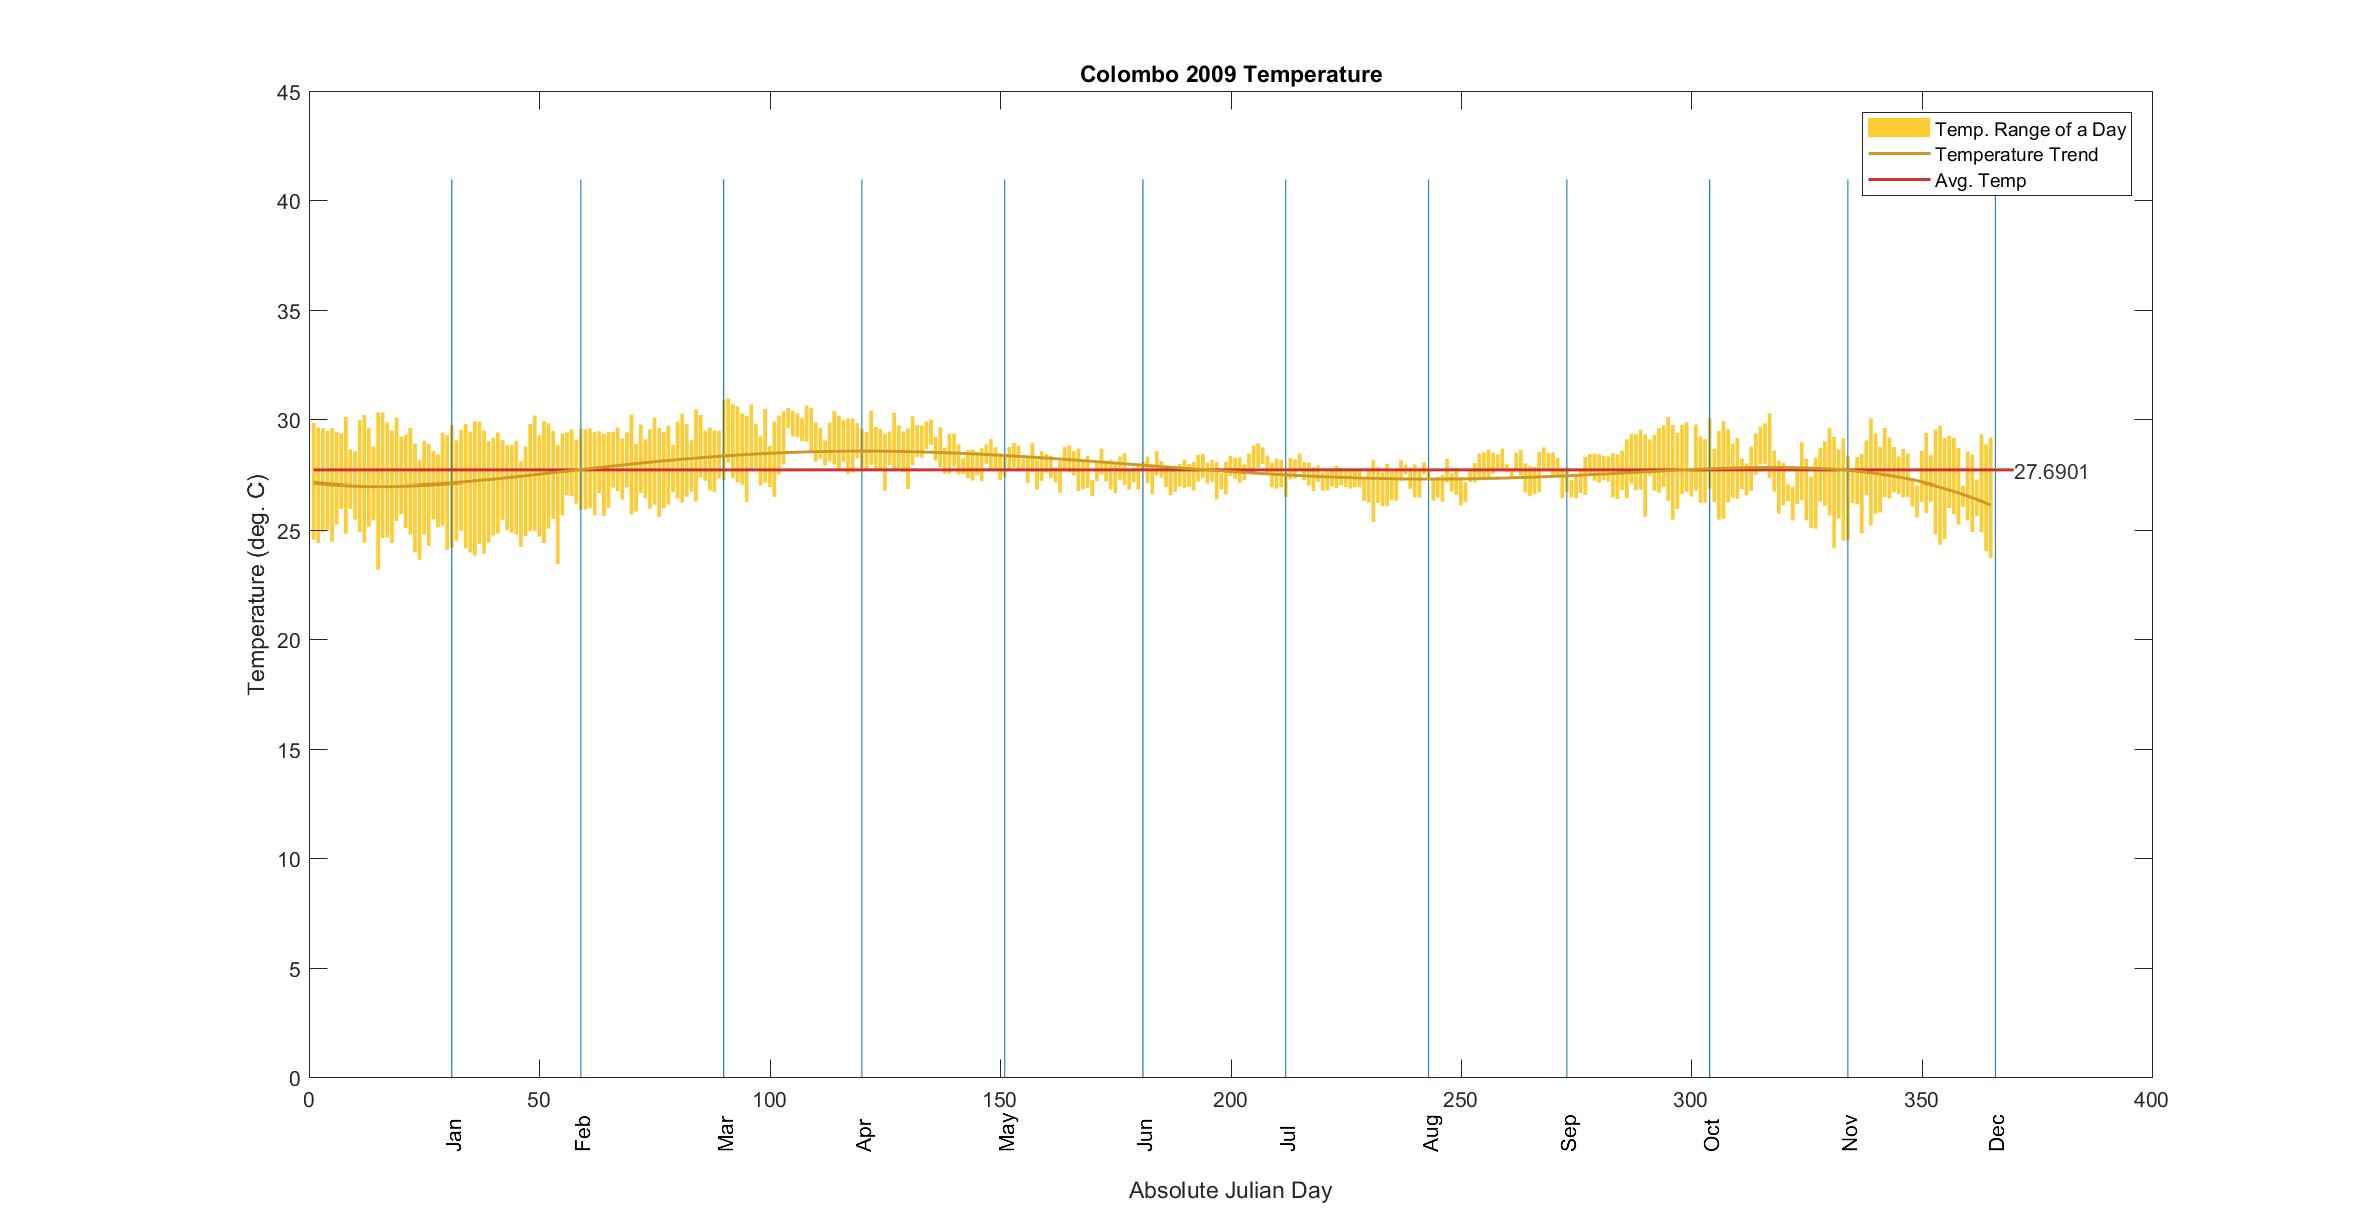 Colombo 2009 Temperature
45
40
35
30
25
20
15
10
5
0
Temperature (deg. C)
Temp. Range of a Day
Temperature Trend
Avg. Temp
27.6901
0 50 100 150 200 250 300 350 400
Jan Feb Mar Apr May Jun Jul Aug Sep Oct Nov Dec
Absolute Julian Day